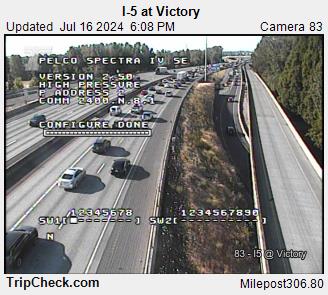 I-5 at Victory
Updated Jul 16 2024 6:08 PM Camera 83
PELCO SPECTRA IV SE
VERSION 2.50
HIGH PRESSURE
P ADDRESS 2
COMM 2400,N,8,1
CONFIGURE DONE
12345678 1234567890
SW1[ ] SW2[ ]
N
83 - I5 @ Victory
TripCheck.com Milepost306.80